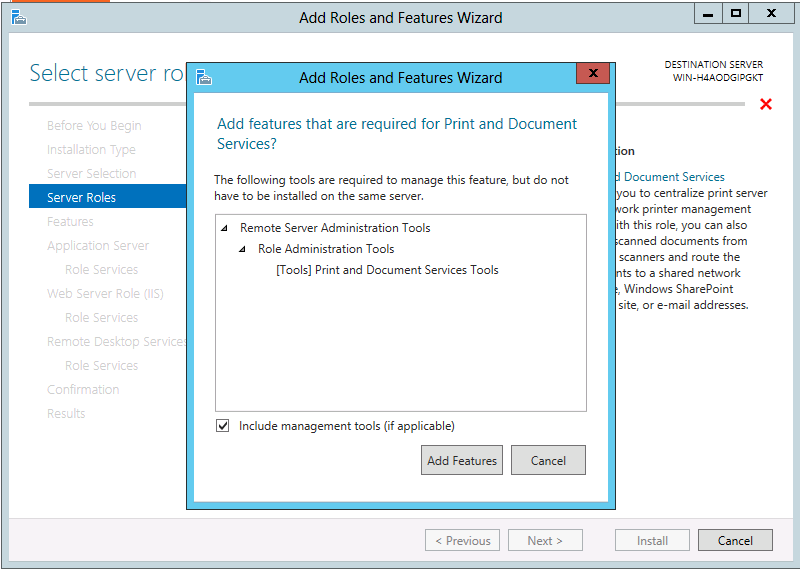 Add Roles and Features Wizard
Select server ro
DESTINATION SERVER
WIN-H4AODGIPGKT
Before You Begin
Installation Type
Server Selection
Server Roles
Features
Application Server
Role Services
Web Server Role (IIS)
Role Services
Remote Desktop Services
Role Services
Confirmation
Results
Add Roles and Features Wizard
Add features that are required for Print and Document
Services?
The following tools are required to manage this feature, but do not
have to be installed on the same server.
Remote Server Administration Tools
Role Administration Tools
[Tools] Print and Document Services Tools
Include management tools (if applicable)
Add Features
Cancel
tion
d Document Services
you to centralize print server
work printer management
ith this role, you can also
scanned documents from
scanners and route the
nts to a shared network
e, Windows SharePoint
site, or e-mail addresses.
< Previous
Next >
Install
Cancel